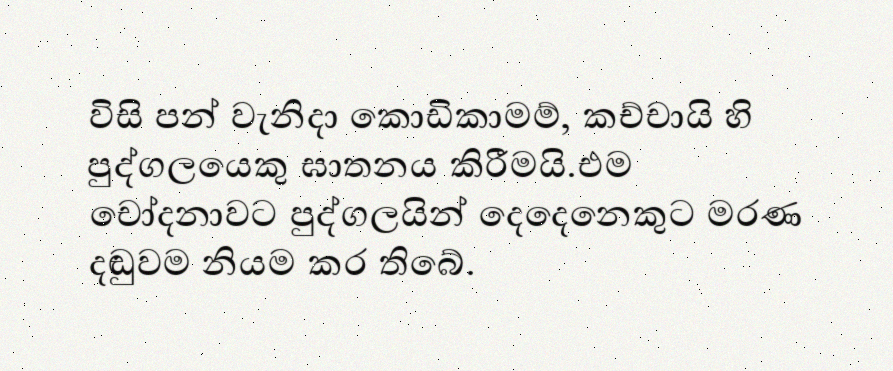 විසි පන් වැනිදා කොඩිකාමම්, කච්චායි හි
පුද්ගලයෙකු ඝාතනය කිරීමයි.එම
චෝදනාවට පුද්ගලයින් දෙදෙනෙකුට මරණ
දඬුවම නියම කර තිබේ.